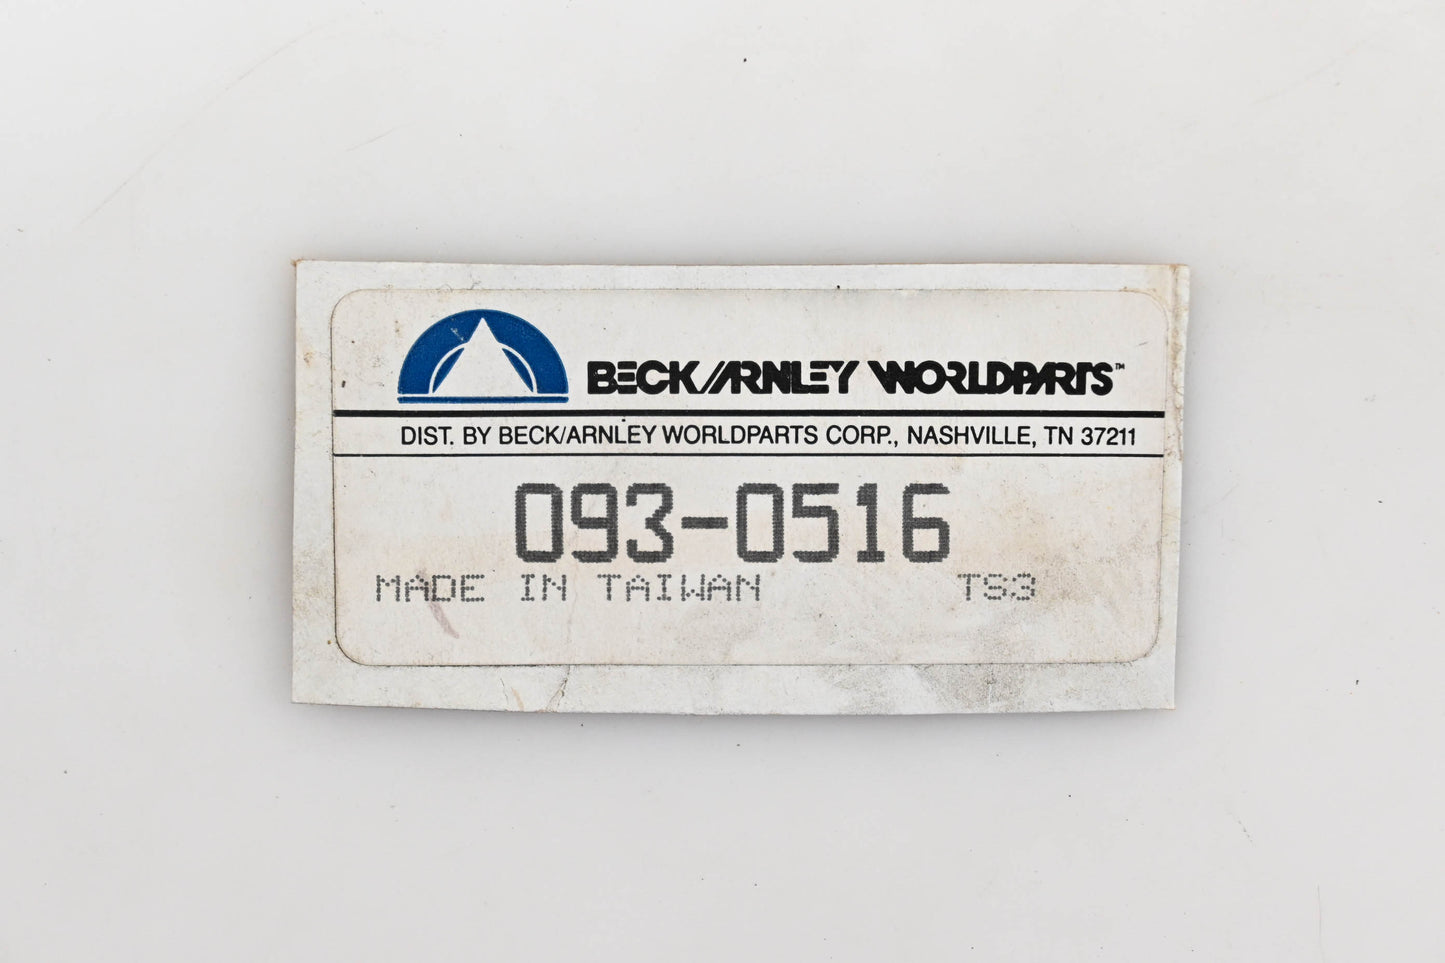 BECK/ARNLEY WORLDPARTS™
DIST. BY BECK/ARNLEY WORLDPARTS CORP., NASHVILLE, TN 37211
093-0516
MADE IN TAIWAN TS3